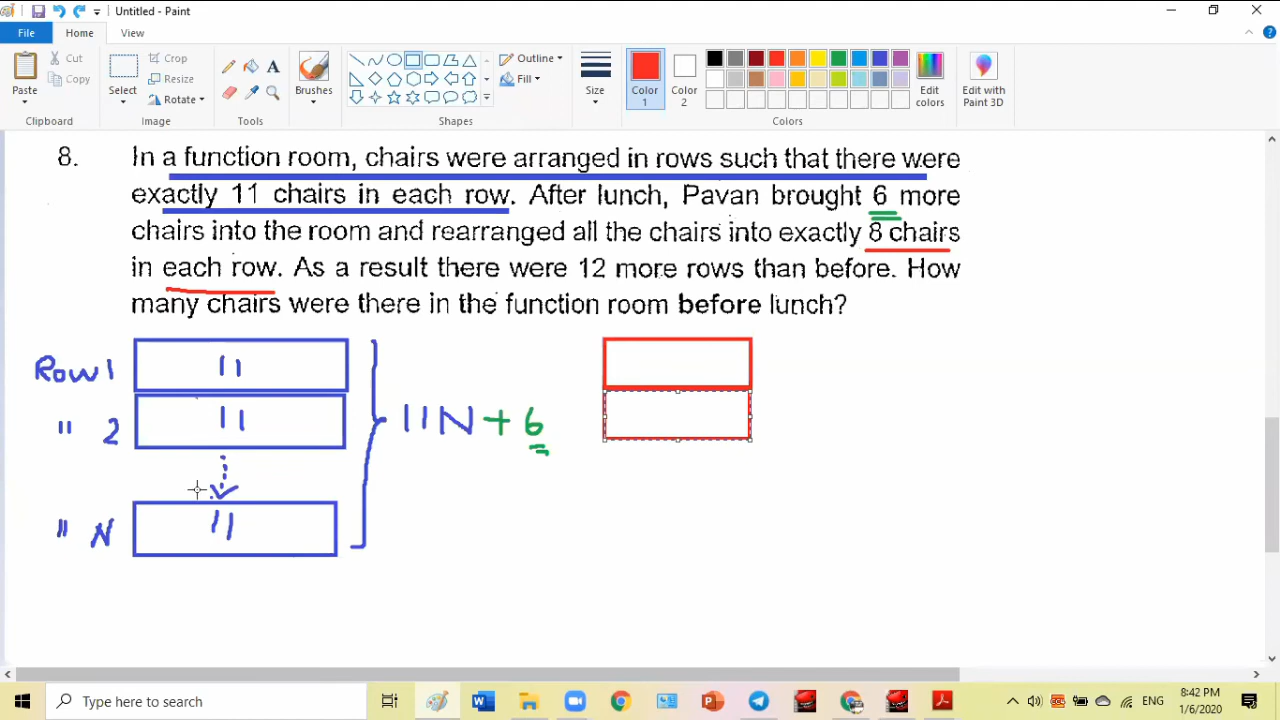 Untitled - Paint
File Home View
Paste
Cut
Copy
Clipboard
Select
Crop
Resize
Rotate
Image
A
Tools
Brushes
Outline
Fill
Shapes
Size
Color 1
Color 2
Edit colors
Colors
Edit with Paint 3D
8. In a function room, chairs were arranged in rows such that there were
exactly 11 chairs in each row. After lunch, Pavan brought 6 more
chairs into the room and rearranged all the chairs into exactly 8 chairs
in each row. As a result there were 12 more rows than before. How
many chairs were there in the function room before lunch?
Row 1 11
" 2 11
11N + 6
" N 11
Type here to search
ENG
8:42 PM
1/6/2020